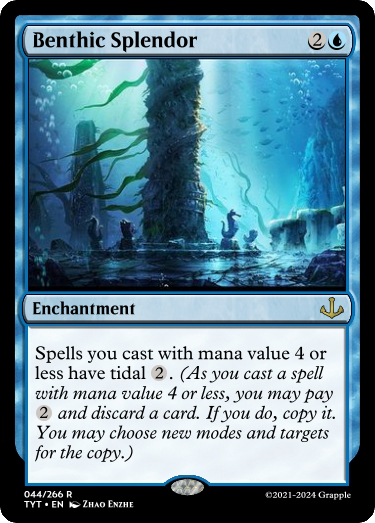 Benthic Splendor 2
Enchantment
Spells you cast with mana value 4 or
less have tidal 2. (As you cast a spell
with mana value 4 or less, you may pay
2 and discard a card. If you do, copy it.
You may choose new modes and targets
for the copy.)
044/266 R
TYT • EN Zhao Enzhe
©2021-2024 Grapple